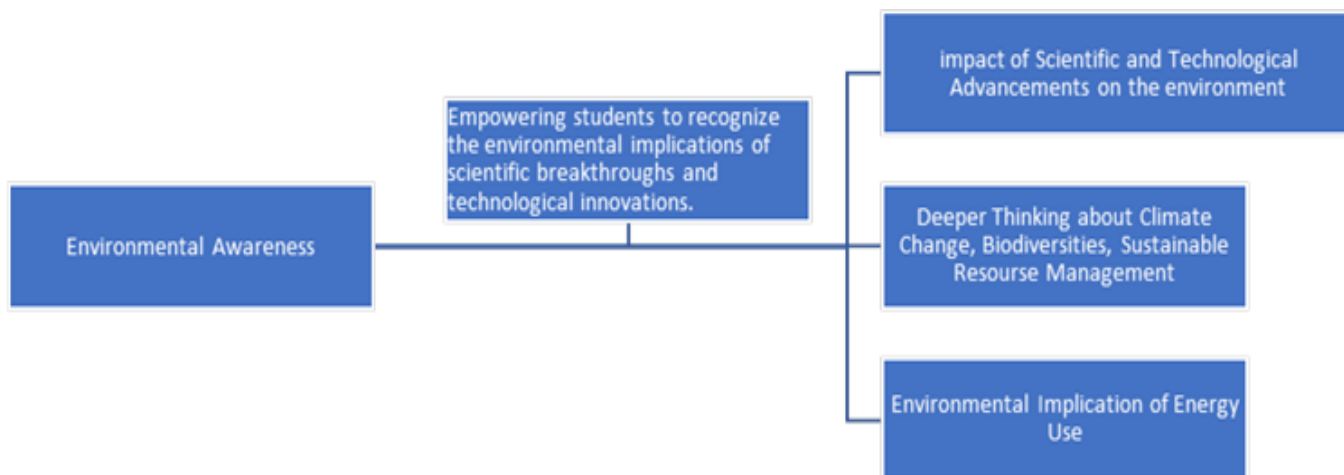 Environmental Awareness
Empowering students to recognize
the environmental implications of
scientific breakthroughs and
technological innovations.
impact of Scientific and Technological
Advancements on the environment
Deeper Thinking about Climate
Change, Biodiversities, Sustainable
Resourse Management
Environmental Implication of Energy
Use